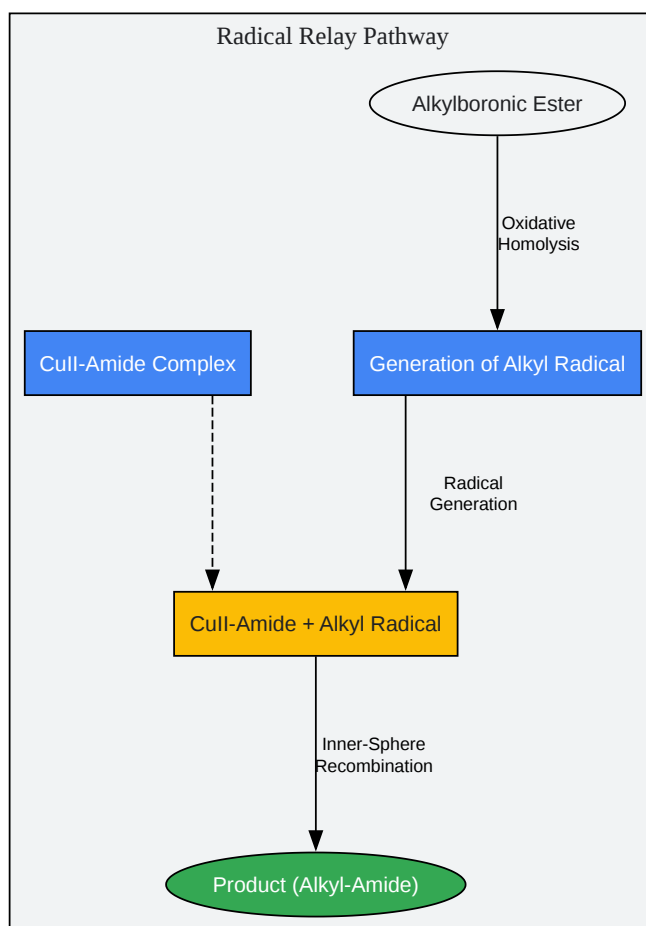 Radical Relay Pathway
Alkylboronic Ester
Oxidative
Homolysis
CuII-Amide Complex
Generation of Alkyl Radical
Radical
Generation
CuII-Amide + Alkyl Radical
Inner-Sphere
Recombination
Product (Alkyl-Amide)